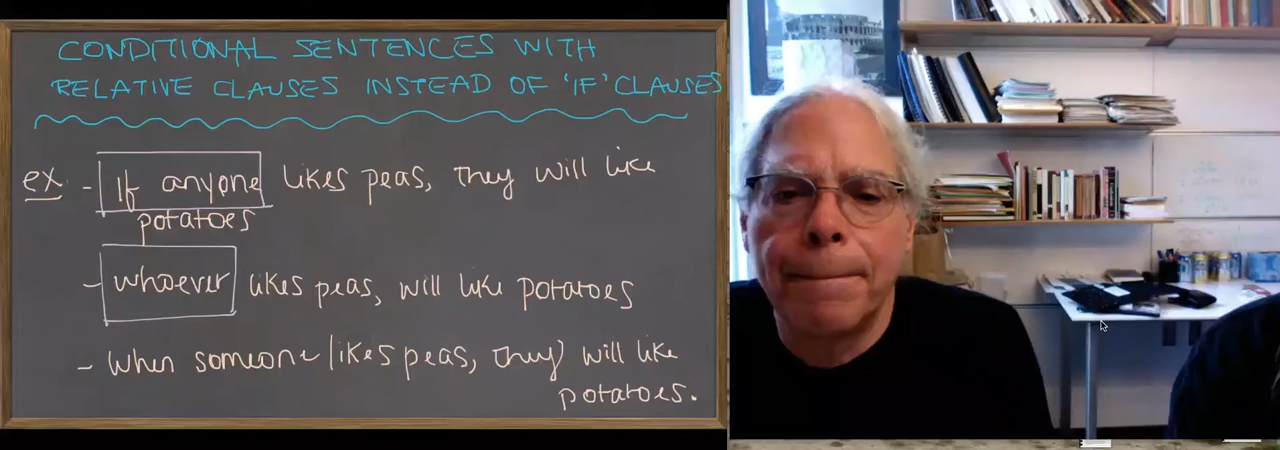 CONDITIONAL SENTENCES WITH
RELATIVE CLAUSES INSTEAD OF 'IF' CLAUSES
ex - If anyone likes peas, they will like
potatoes
- whoever likes peas, will like potatoes
- When someone likes peas, they will like
potatoes.